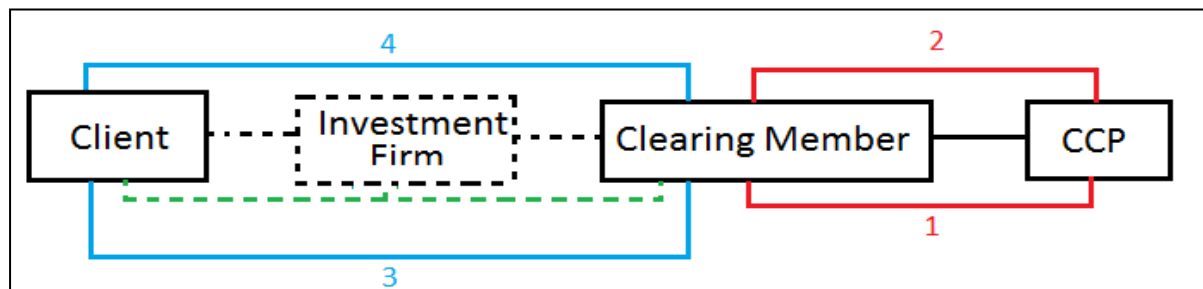 4
2
Client
Investment
Firm
Clearing Member
CCP
1
3